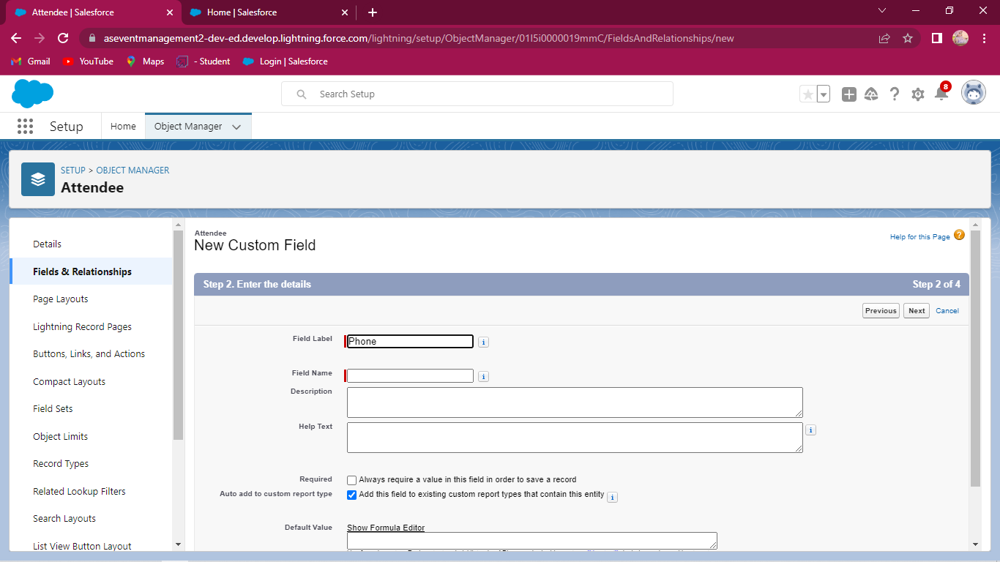 Attendee | Salesforce
Home | Salesforce
aseventmanagement2-dev-ed.develop.lightning.force.com/lightning/setup/ObjectManager/01I5i0000019mmC/FieldsAndRelationships/new
Gmail
YouTube
Maps
- Student
Login | Salesforce
Search Setup
8
Setup
Home
Object Manager
SETUP > OBJECT MANAGER
Attendee
Details
Fields & Relationships
Page Layouts
Lightning Record Pages
Buttons, Links, and Actions
Compact Layouts
Field Sets
Object Limits
Record Types
Related Lookup Filters
Search Layouts
List View Button Layout
Attendee
New Custom Field
Help for this Page
Step 2. Enter the details
Step 2 of 4
Previous
Next
Cancel
Field Label
Phone
Field Name
Description
Help Text
Required
Always require a value in this field in order to save a record
Auto add to custom report type
Add this field to existing custom report types that contain this entity
Default Value
Show Formula Editor